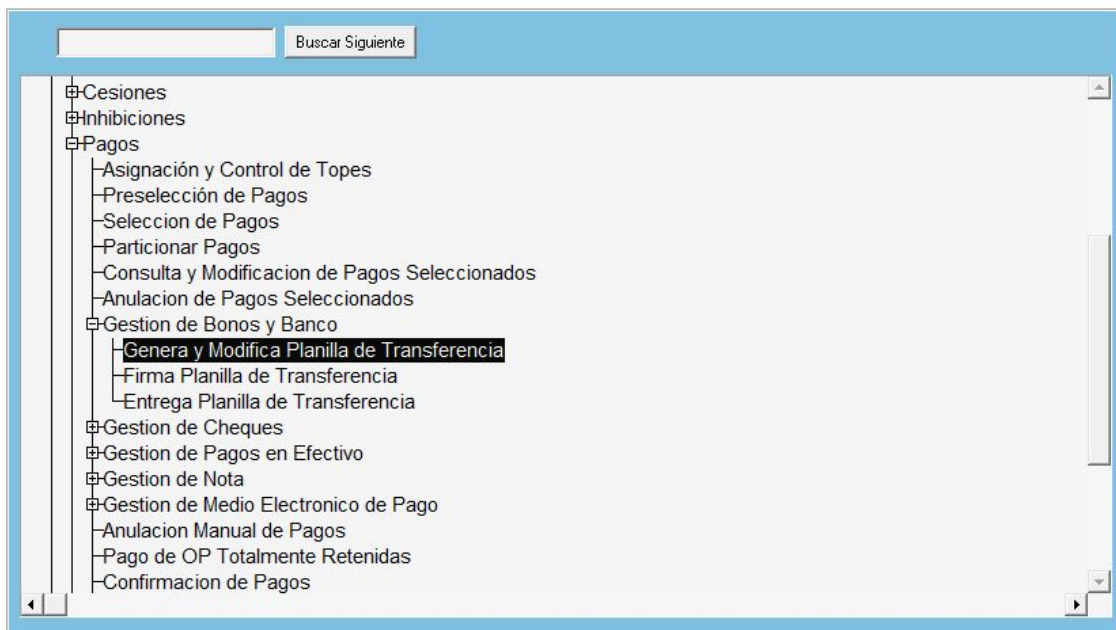 Buscar Siguiente
Cesiones
Inhibiciones
Pagos
Asignación y Control de Topes
Preselección de Pagos
Seleccion de Pagos
Particionar Pagos
Consulta y Modificacion de Pagos Seleccionados
Anulacion de Pagos Seleccionados
Gestion de Bonos y Banco
Genera y Modifica Planilla de Transferencia
Firma Planilla de Transferencia
Entrega Planilla de Transferencia
Gestion de Cheques
Gestion de Pagos en Efectivo
Gestion de Nota
Gestion de Medio Electronico de Pago
Anulacion Manual de Pagos
Pago de OP Totalmente Retenidas
Confirmacion de Pagos